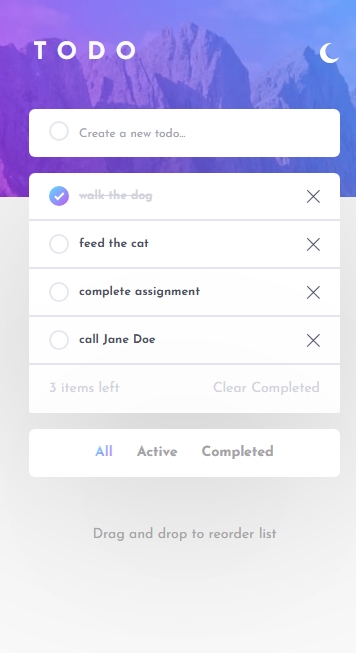 TODO
Create a new todo...
walk the dog
feed the cat
complete assignment
call Jane Doe
3 items left Clear Completed
All Active Completed
Drag and drop to reorder list